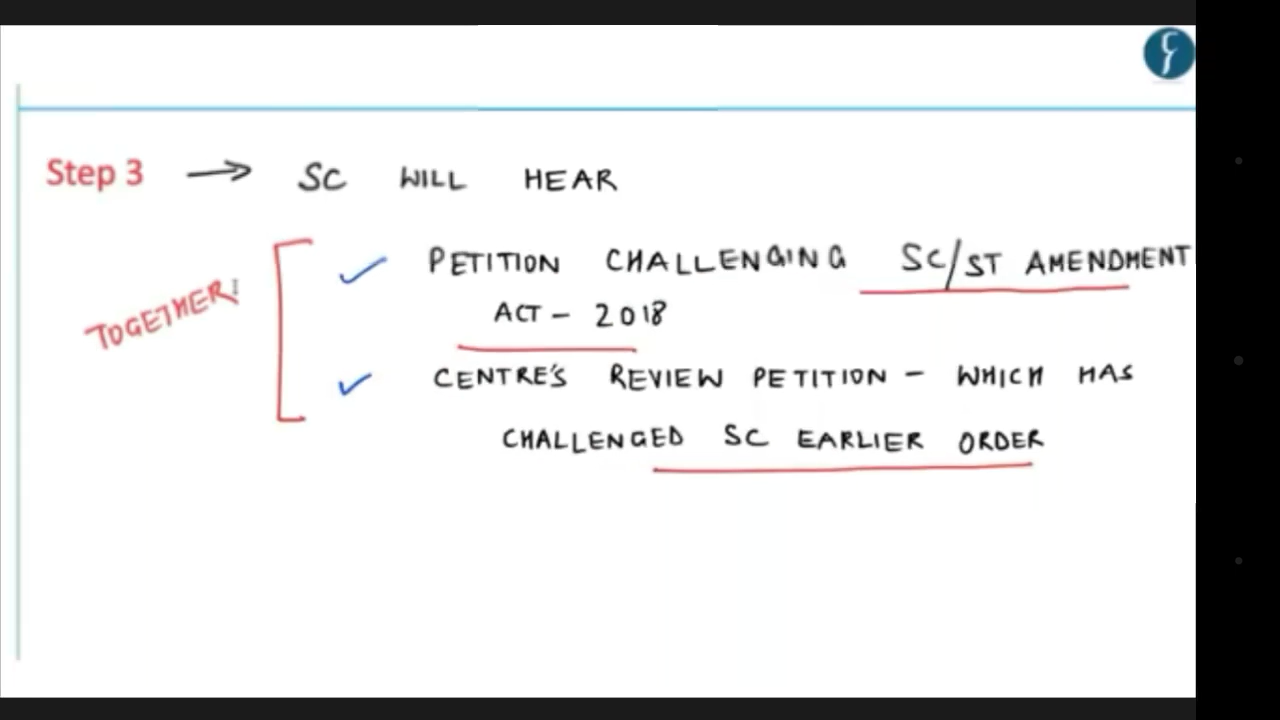 Step 3 → SC WILL HEAR
TOGETHER:
PETITION CHALLENGING SC/ST AMENDMENT
ACT - 2018
CENTRE'S REVIEW PETITION - WHICH HAS
CHALLENGED SC EARLIER ORDER